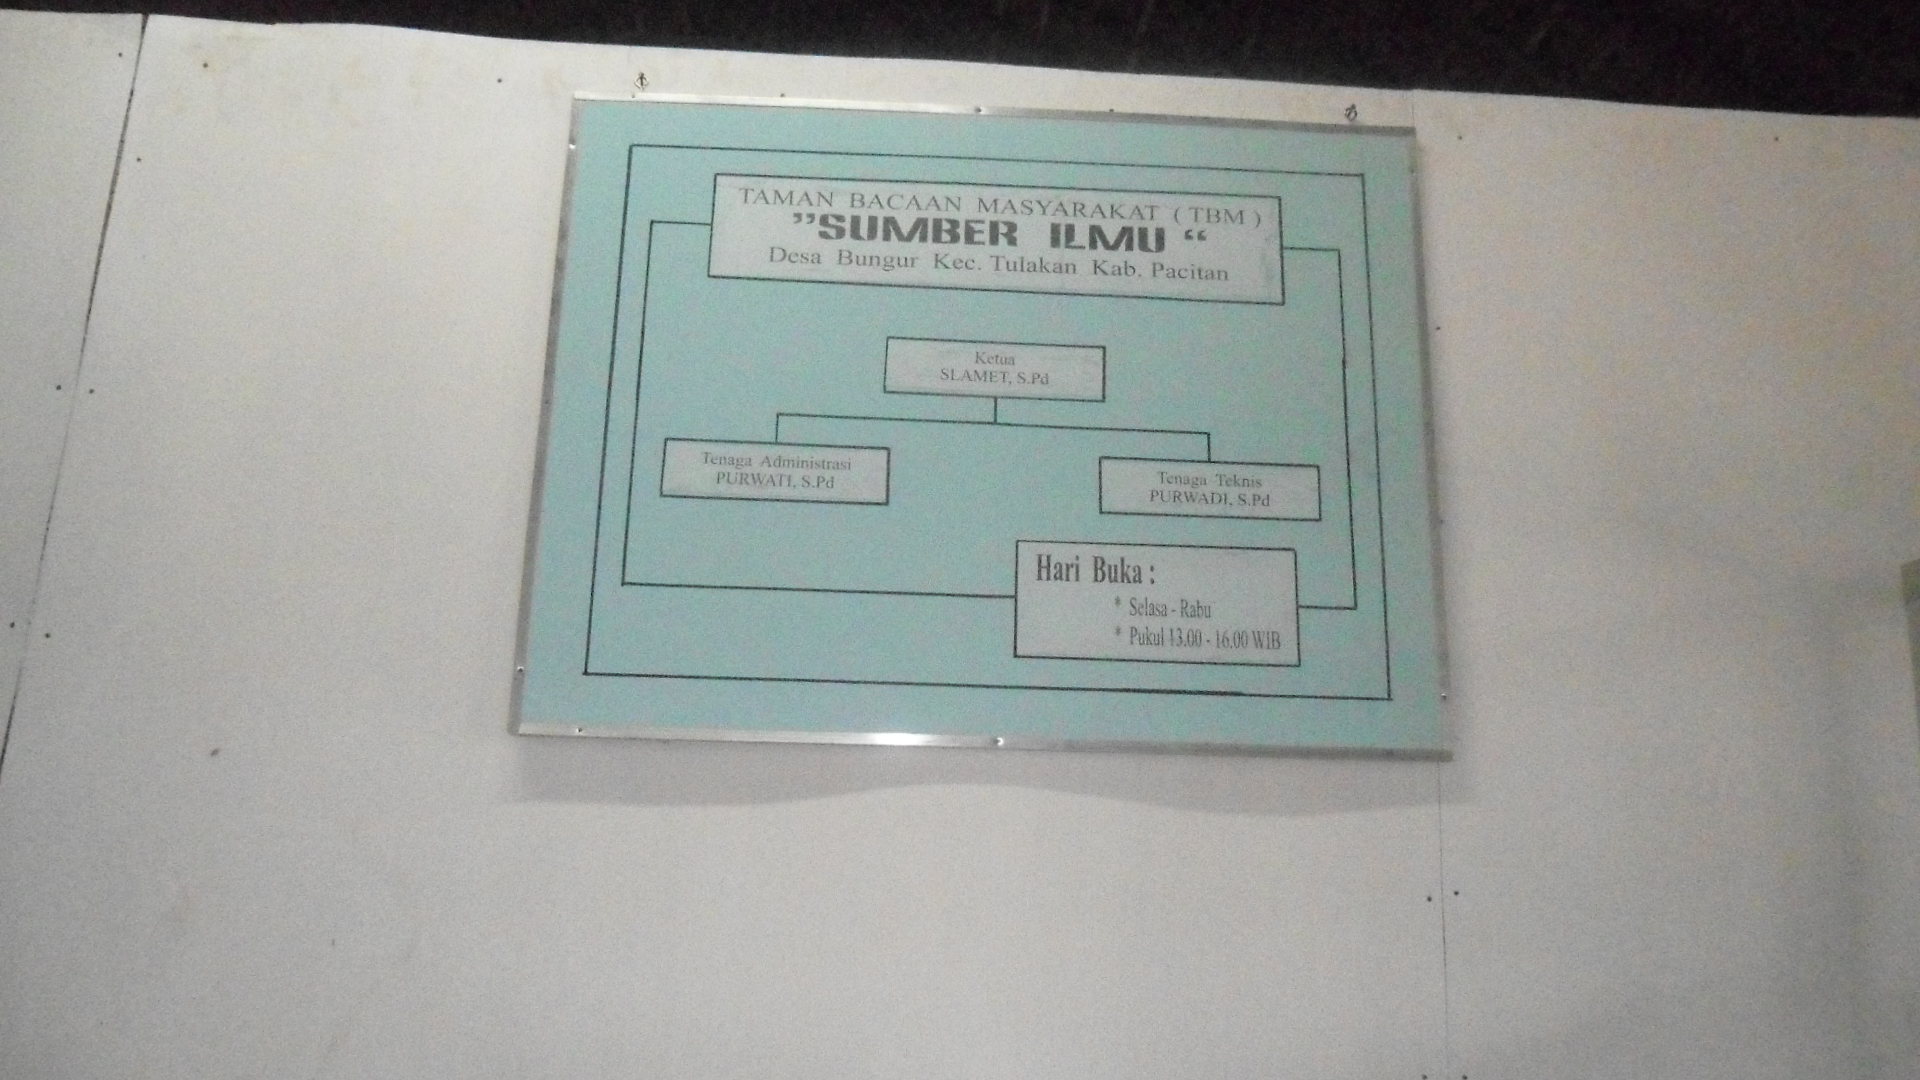 TAMAN BACAAN MASYARAKAT ( TBM )
”SUMBER ILMU “
Desa Bungur Kec. Tulakan Kab. Pacitan
Ketua
SLAMET, S.Pd
Tenaga Administrasi
PURWATI, S.Pd
Tenaga Teknis
PURWADI, S.Pd
Hari Buka :
* Selasa - Rabu
* Pukul 13.00 - 16.00 WIB